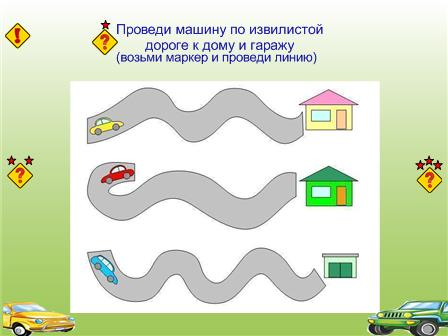 Проведи машину по извилистой
дороге к дому и гаражу
(возьми маркер и проведи линию)
!
?
?
?